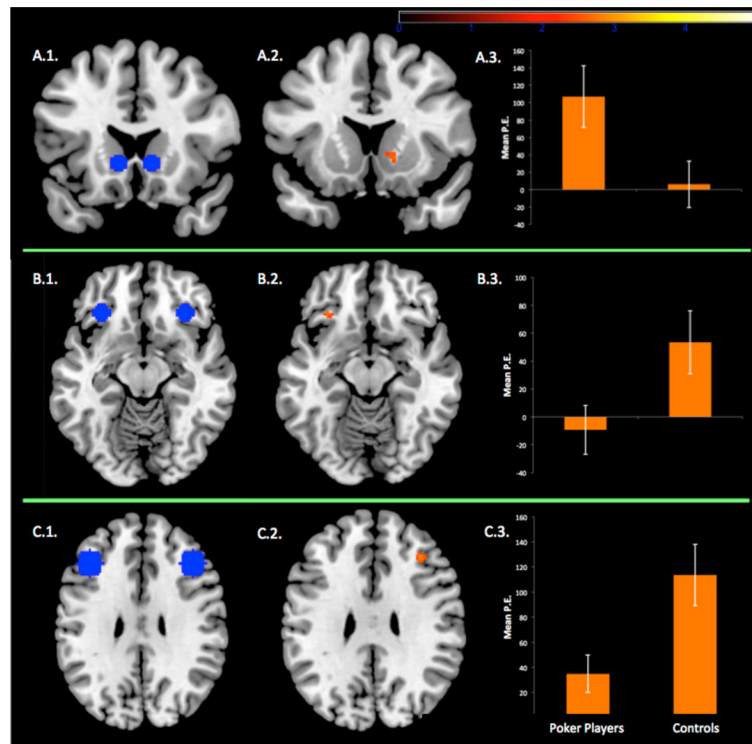 0 1 2 3 4
A.1.
A.2.
A.3.
Mean P.E.
160
140
120
100
80
60
40
20
0
-20
-40
B.1.
B.2.
B.3.
Mean P.E.
100
80
60
40
20
0
-20
-40
C.1.
C.2.
C.3.
Mean P.E.
160
140
120
100
80
60
40
20
Poker Players Controls